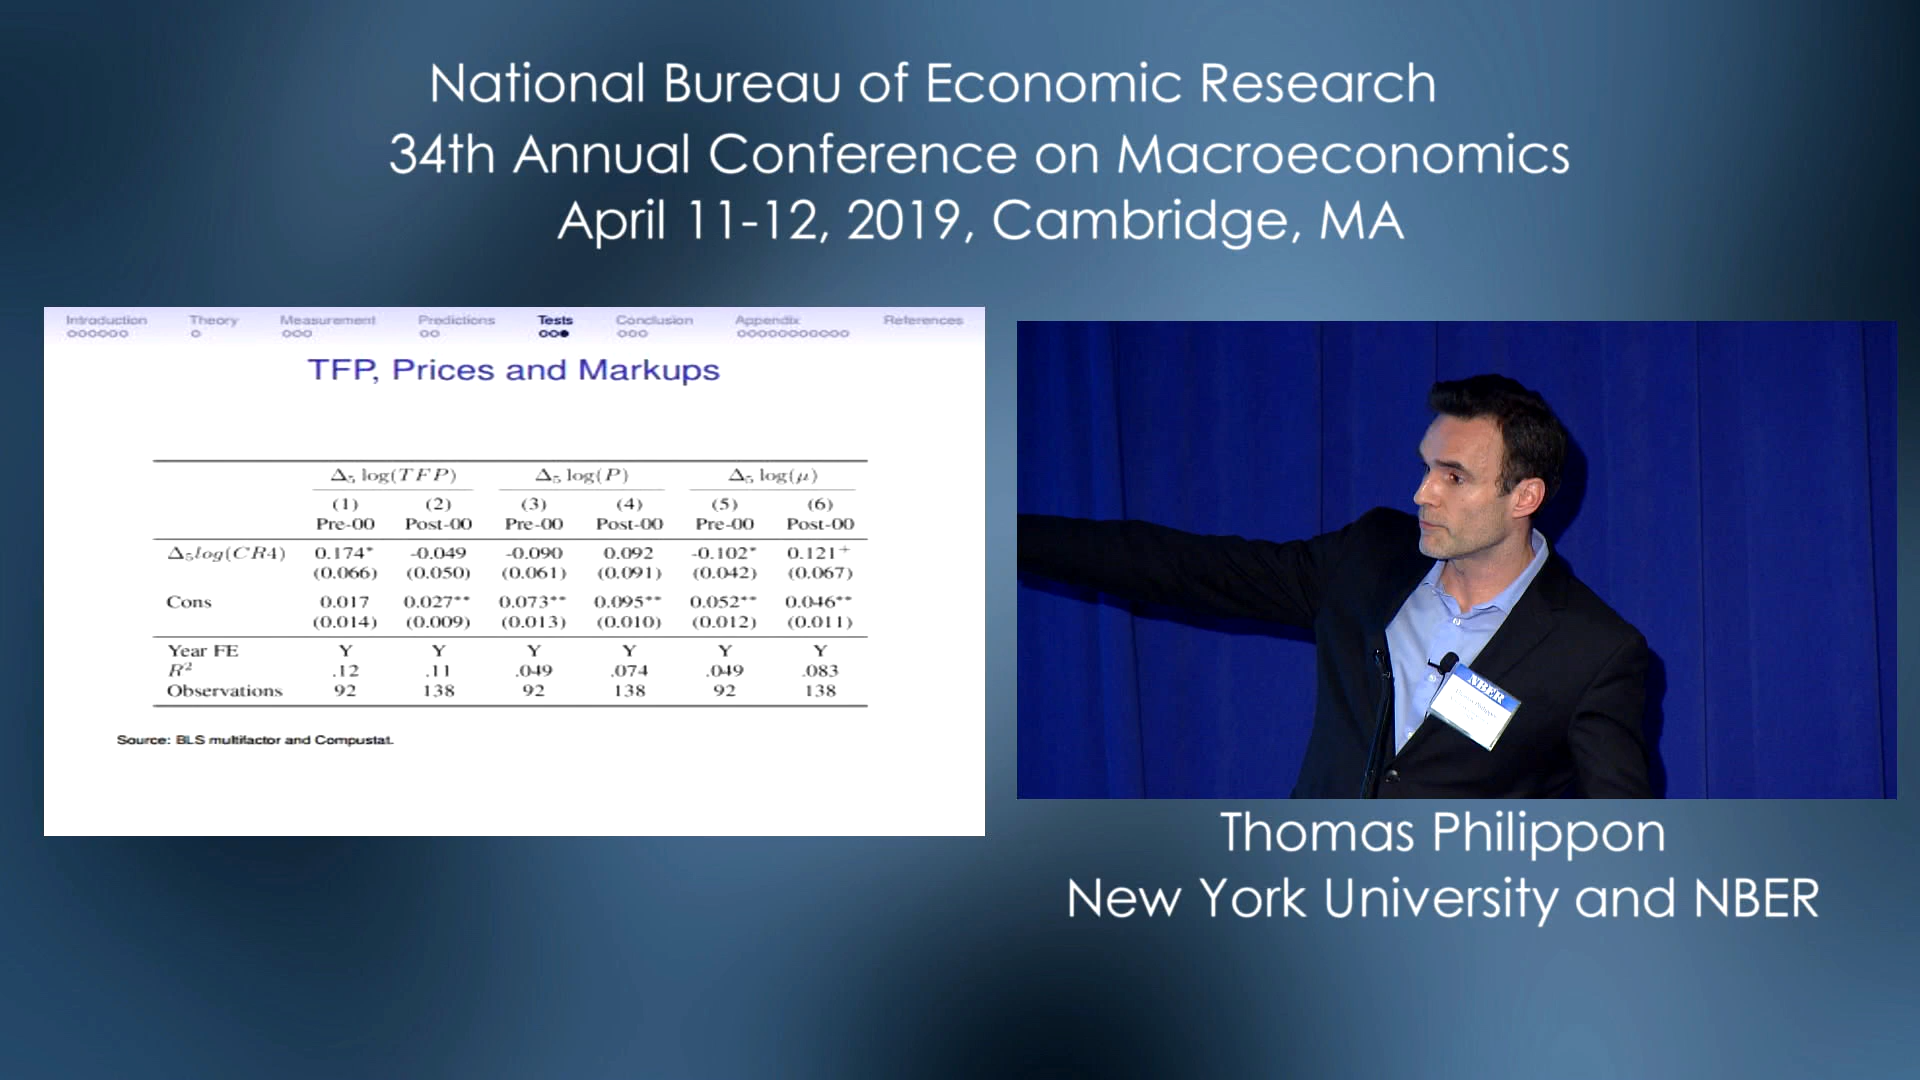 National Bureau of Economic Research
34th Annual Conference on Macroeconomics
April 11-12, 2019, Cambridge, MA
Introduction Theory Measurement Predictions Tests Conclusion Appendix References
TFP, Prices and Markups
Δ₅ log(TFP) Δ₅ log(P) Δ₅ log(μ)
(1) (2) (3) (4) (5) (6)
Pre-00 Post-00 Pre-00 Post-00 Pre-00 Post-00
Δ₅log(CR4) 0.174* -0.049 -0.090 0.092 -0.102* 0.121+
(0.066) (0.050) (0.061) (0.091) (0.042) (0.067)
Cons 0.017 0.027** 0.073** 0.095** 0.052** 0.046**
(0.014) (0.009) (0.013) (0.010) (0.012) (0.011)
Year FE Y Y Y Y Y Y
R² .12 .11 .049 .074 .049 .083
Observations 92 138 92 138 92 138
Source: BLS multifactor and Compustat.
NBER
Thomas Philippon
New York University and NBER